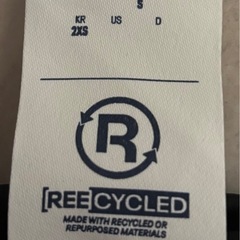 S
KR US D
2XS
R
[REE]CYCLED
MADE WITH RECYCLED OR
REPURPOSED MATERIALS